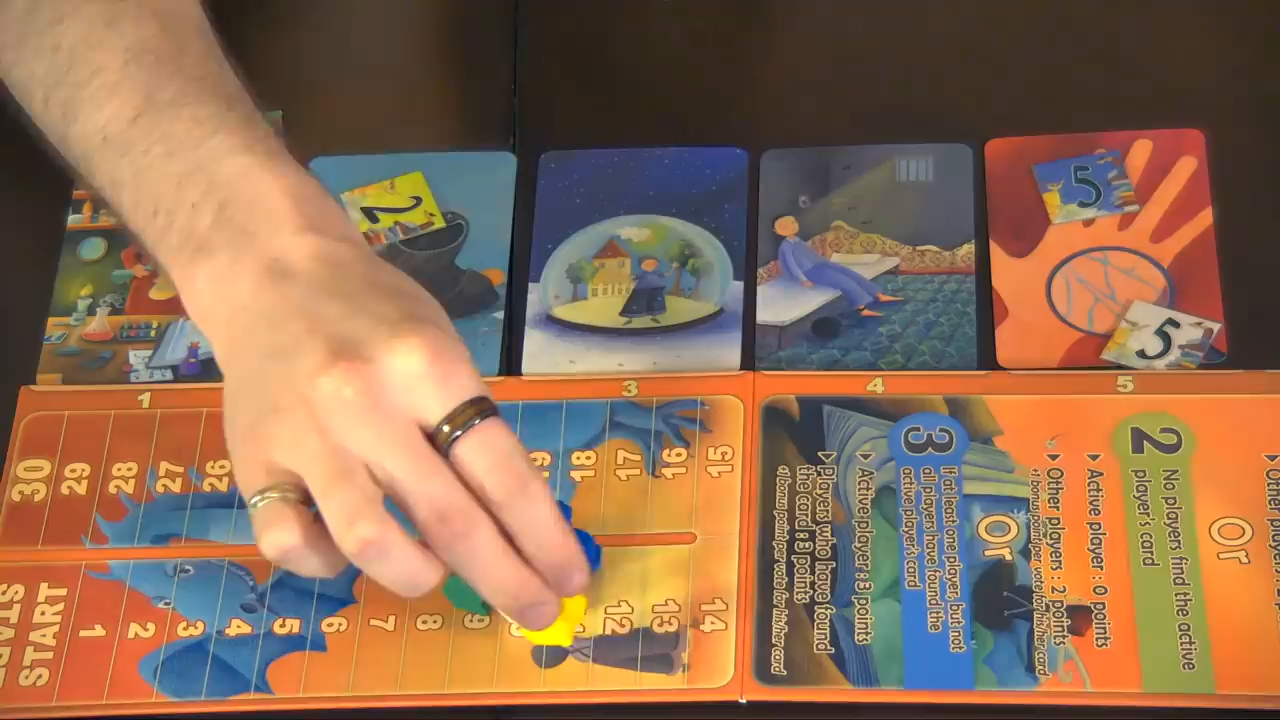 2
5
5
1
3
4
5
30
29
28
27
26
18
17
16
15
START
START
1
2
3
4
5
6
7
8
9
12
13
14
3
If at least one player, but not
all players have found the
active player's card
▶ Active player : 3 points
▶ Players who have found
the card : 3 points
+1 bonus point per vote for his/her card
Or
2
No players find the active
player's card
▶ Active player : 0 points
▶ Other players : 2 points
+1 bonus point per vote for his/her card
Or